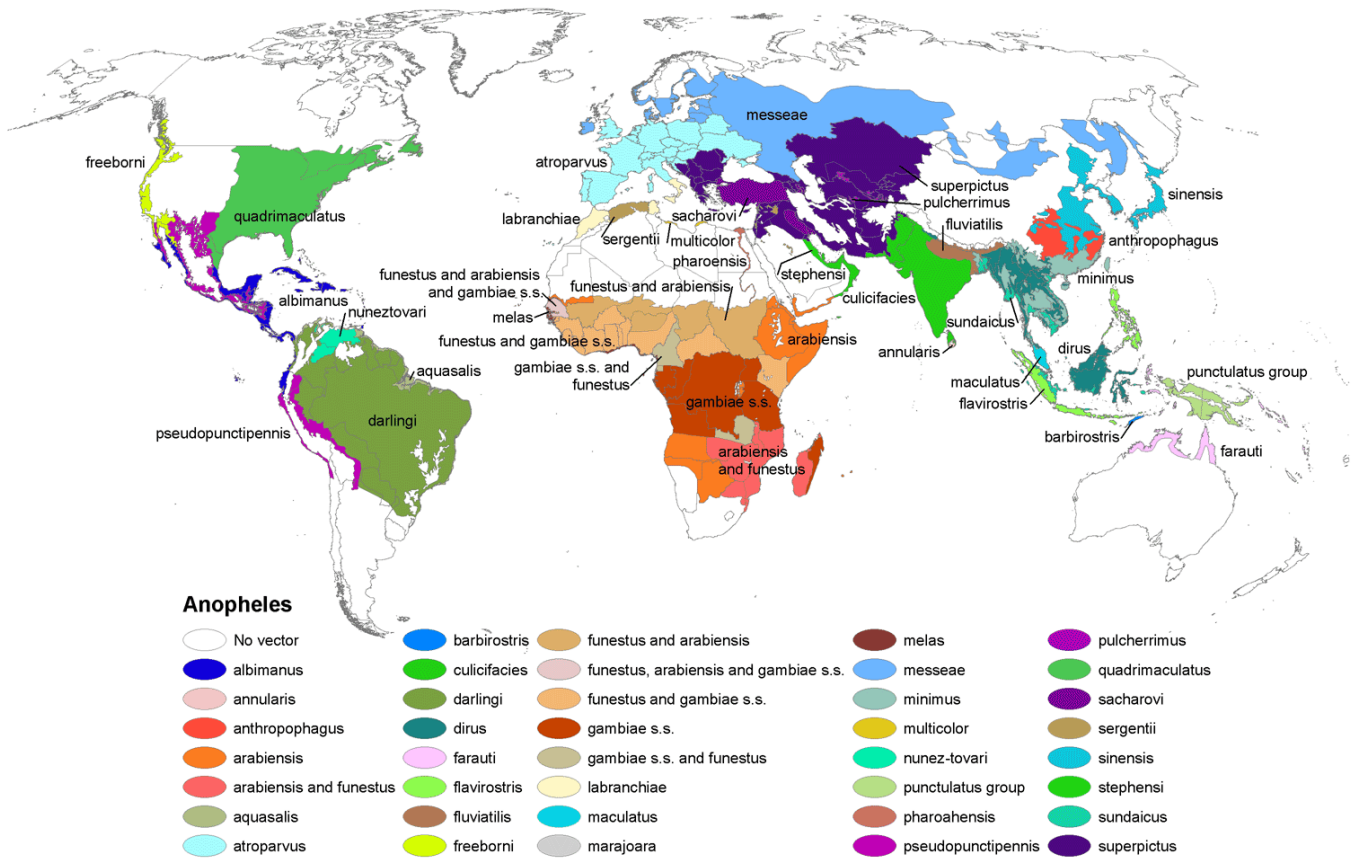 messeae
freeborni
atroparvus
superpictus
pulcherrimus
sinensis
quadrimaculatus
labranchiae
sacharovi
fluviatilis
sergentii
multicolor
anthropophagus
pharoensis
stephensi
minimus
funestus and arabiensis
and gambiae s.s.
funestus and arabiensis
albimanus
culicifacies
nuneztovari
melas
sundaicus
funestus and gambiae s.s.
arabiensis
annularis
dirus
gambiae s.s. and
funestus
aquasalis
maculatus
punctulatus group
flavirostris
gambiae s.s.
darlingi
pseudopunctipennis
barbirostris
arabiensis
and funestus
farauti
Anopheles
No vector
albimanus
annularis
anthropophagus
arabiensis
arabiensis and funestus
aquasalis
atroparvus
barbirostris
culicifacies
darlingi
dirus
farauti
flavirostris
fluviatilis
freeborni
funestus and arabiensis
funestus, arabiensis and gambiae s.s.
funestus and gambiae s.s.
gambiae s.s.
gambiae s.s. and funestus
labranchiae
maculatus
marajoara
melas
messeae
minimus
multicolor
nunez-tovari
punctulatus group
pharoahensis
pseudopunctipennis
pulcherrimus
quadrimaculatus
sacharovi
sergentii
sinensis
stephensi
sundaicus
superpictus